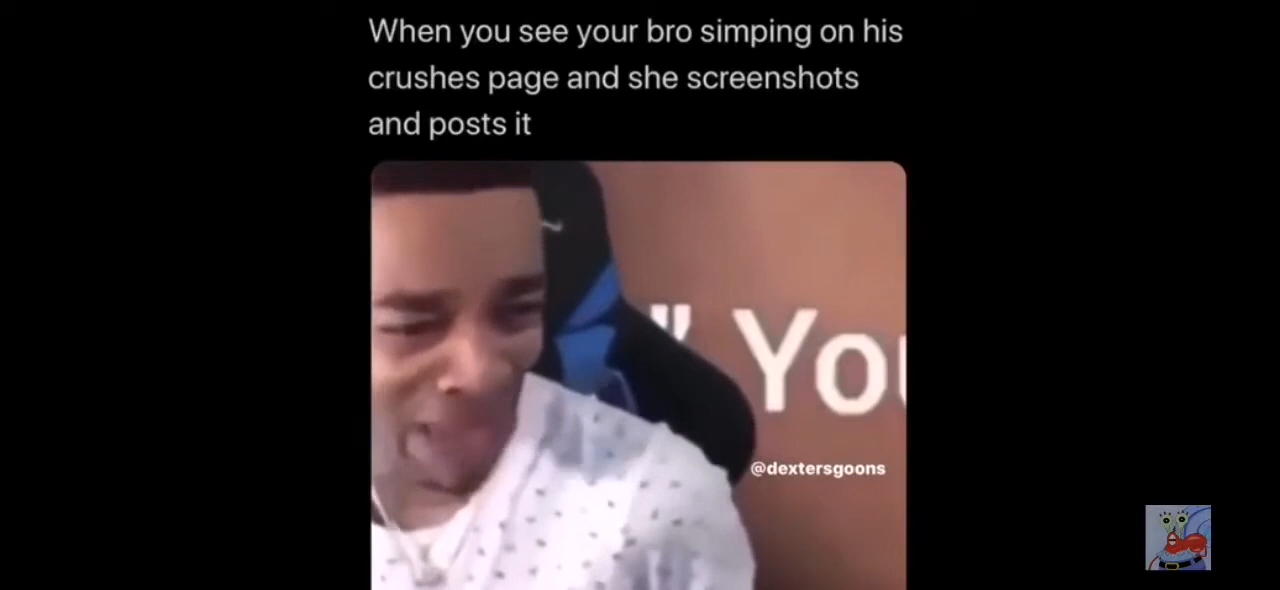 When you see your bro simping on his
crushes page and she screenshots
and posts it
" You
@dextersgoons